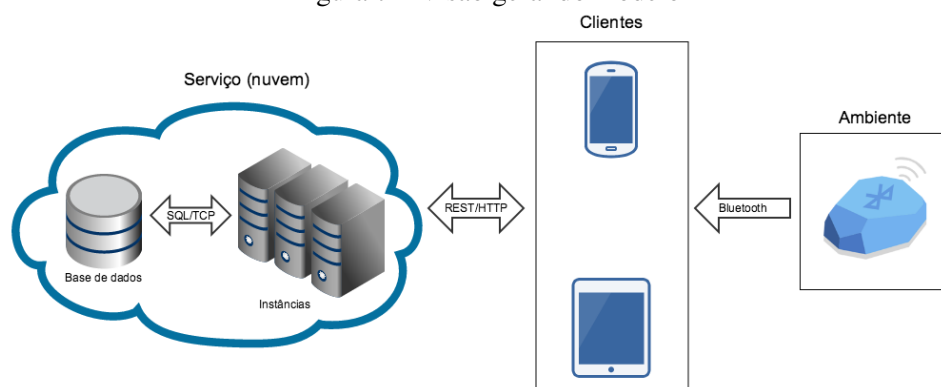 Clientes
Serviço (nuvem)
Ambiente
SQL/TCP
REST/HTTP
Bluetooth
Base de dados
Instâncias